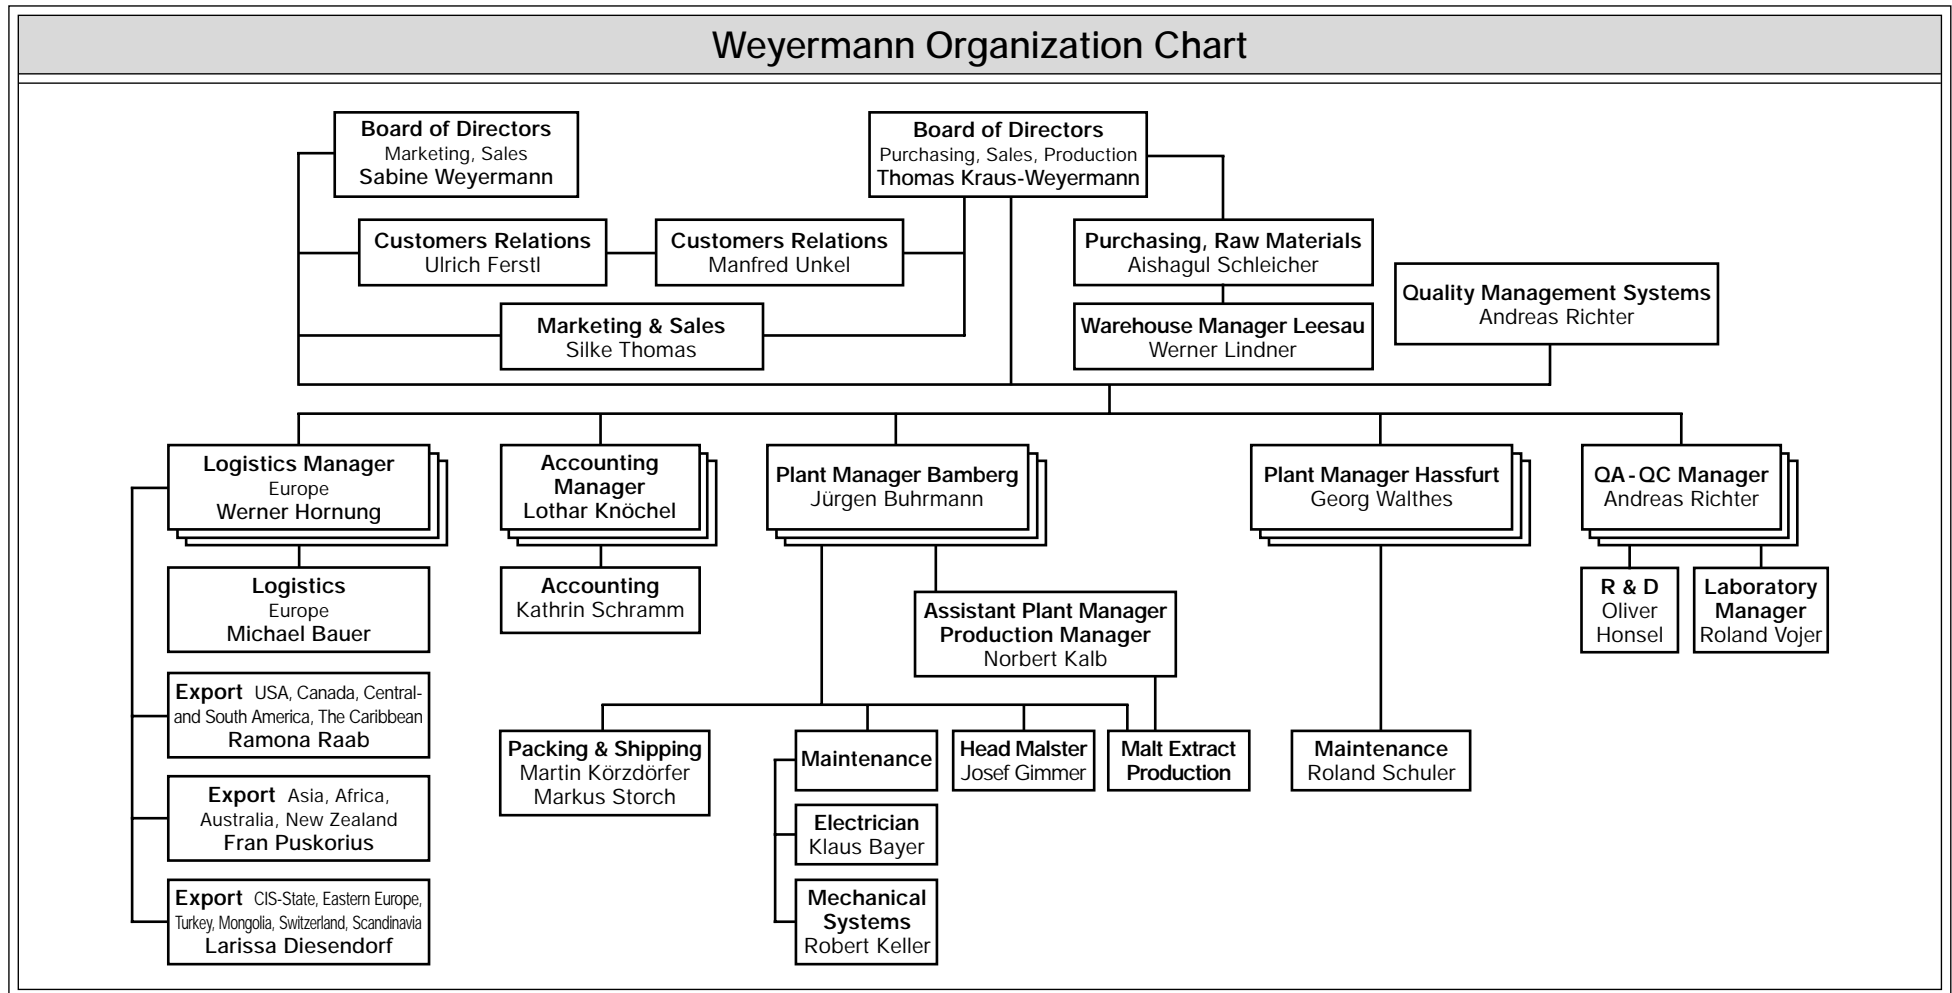 Weyermann Organization Chart
Board of Directors
Marketing, Sales
Sabine Weyermann
Board of Directors
Purchasing, Sales, Production
Thomas Kraus-Weyermann
Customers Relations
Ulrich Ferstl
Customers Relations
Manfred Unkel
Purchasing, Raw Materials
Aishagul Schleicher
Quality Management Systems
Andreas Richter
Marketing & Sales
Silke Thomas
Warehouse Manager Leesau
Werner Lindner
Logistics Manager
Europe
Werner Hornung
Accounting
Manager
Lothar Knöchel
Plant Manager Bamberg
Jürgen Buhrmann
Plant Manager Hassfurt
Georg Walthes
QA-QC Manager
Andreas Richter
Logistics
Europe
Michael Bauer
Accounting
Kathrin Schramm
Assistant Plant Manager
Production Manager
Norbert Kalb
R & D
Oliver
Honsel
Laboratory
Manager
Roland Vojer
Export USA, Canada, Central-
and South America, The Caribbean
Ramona Raab
Packing & Shipping
Martin Körzdörfer
Markus Storch
Maintenance
Head Malster
Josef Gimmer
Malt Extract
Production
Maintenance
Roland Schuler
Export Asia, Africa,
Australia, New Zealand
Fran Puskorius
Electrician
Klaus Bayer
Export CIS-State, Eastern Europe,
Turkey, Mongolia, Switzerland, Scandinavia
Larissa Diesendorf
Mechanical
Systems
Robert Keller